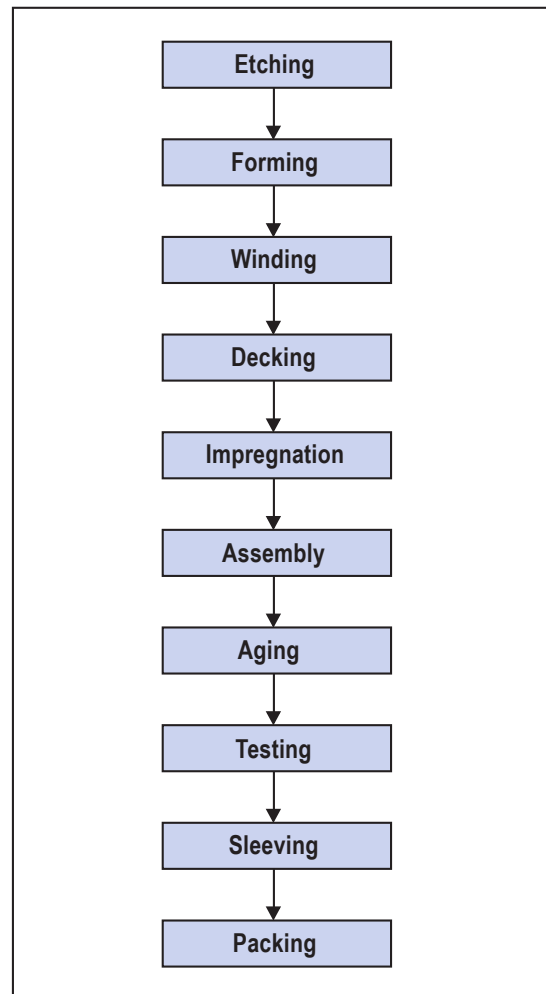 Etching
Forming
Winding
Decking
Impregnation
Assembly
Aging
Testing
Sleeving
Packing